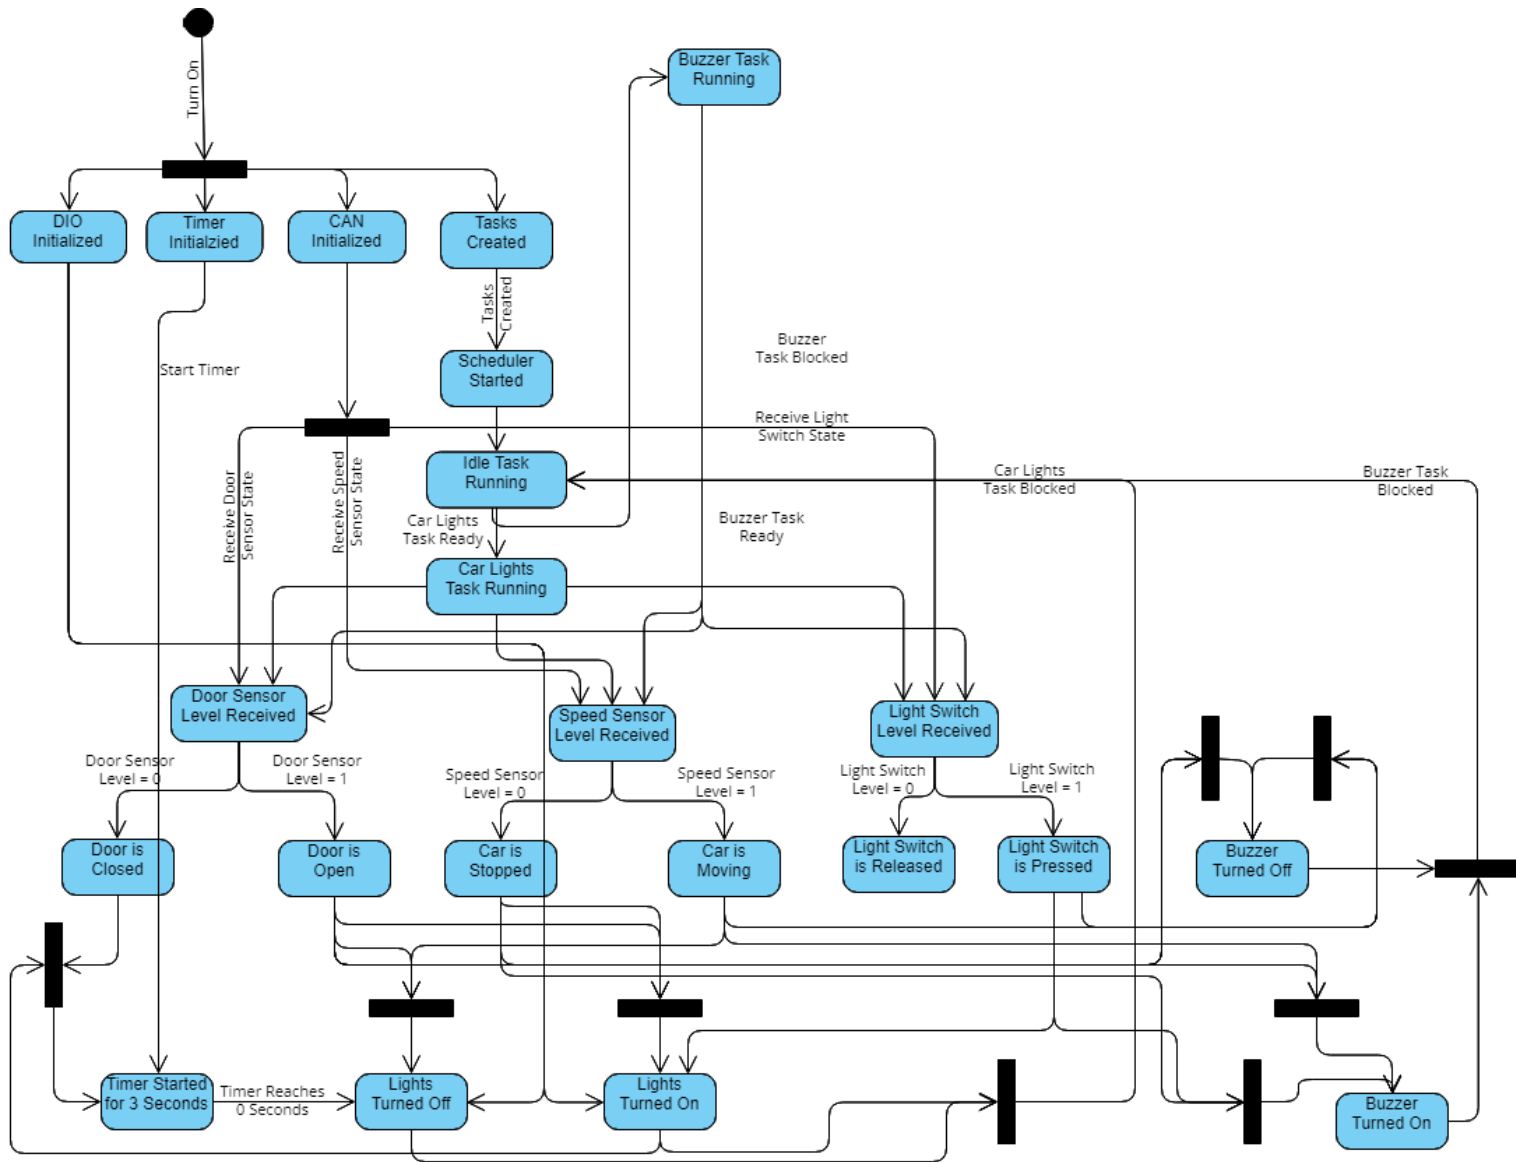 Turn On
Buzzer Task
Running
DIO
Initialized
Timer
Initialzied
CAN
Initialized
Tasks
Created
Tasks
Created
Start Timer
Scheduler
Started
Buzzer
Task Blocked
Receive Light
Switch State
Receive Door
Sensor State
Receive Speed
Sensor State
Idle Task
Running
Car Lights
Task Blocked
Buzzer Task
Blocked
Car Lights
Task Ready
Buzzer Task
Ready
Car Lights
Task Running
Door Sensor
Level Received
Speed Sensor
Level Received
Light Switch
Level Received
Door Sensor
Level = 0
Door Sensor
Level = 1
Speed Sensor
Level = 0
Speed Sensor
Level = 1
Light Switch
Level = 0
Light Switch
Level = 1
Door is
Closed
Door is
Open
Car is
Stopped
Car is
Moving
Light Switch
is Released
Light Switch
is Pressed
Buzzer
Turned Off
Timer Started
for 3 Seconds
Timer Reaches
0 Seconds
Lights
Turned Off
Lights
Turned On
Buzzer
Turned On